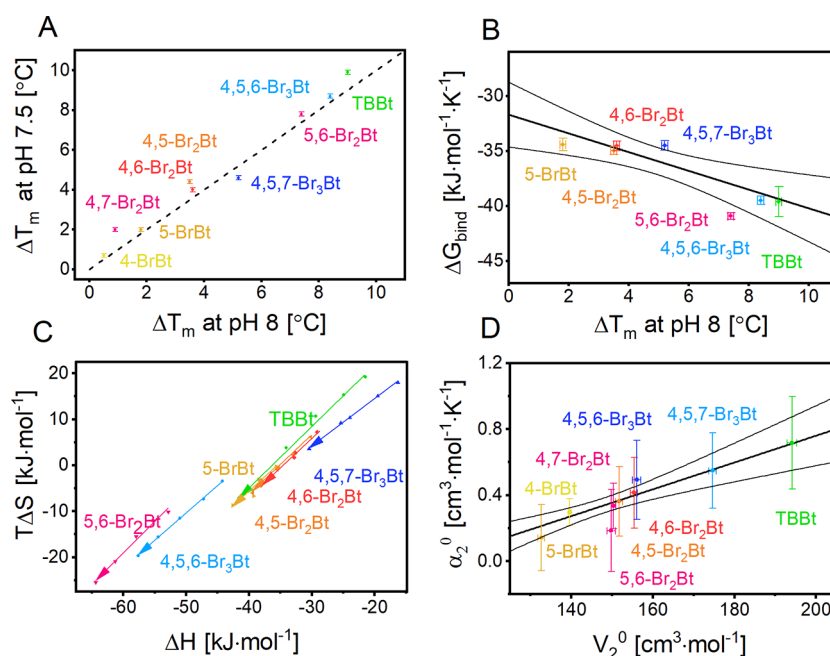 A
ΔTm at pH 7.5 [°C]
10
8
6
4
2
0
4,5,6-Br3Bt
TBBt
4,5-Br2Bt
5,6-Br2Bt
4,6-Br2Bt
4,5,7-Br3Bt
4,7-Br2Bt
5-BrBt
4-BrBt
0 2 4 6 8 10
ΔTm at pH 8 [°C]
B
ΔGbind [kJ·mol-1·K-1]
-30
-35
-40
-45
4,6-Br2Bt
4,5,7-Br3Bt
5-BrBt
4,5-Br2Bt
5,6-Br2Bt
4,5,6-Br3Bt
TBBt
0 2 4 6 8 10
ΔTm at pH 8 [°C]
C
TΔS [kJ·mol-1]
20
10
0
-10
-20
TBBt
5-BrBt
4,5,7-Br3Bt
4,6-Br2Bt
4,5-Br2Bt
5,6-Br2Bt
4,5,6-Br3Bt
-60 -50 -40 -30 -20
ΔH [kJ·mol-1]
D
α20 [cm3·mol-1·K-1]
1.2
0.8
0.4
0.0
4,5,6-Br3Bt
4,5,7-Br3Bt
4,7-Br2Bt
4-BrBt
TBBt
4,6-Br2Bt
5-BrBt
4,5-Br2Bt
5,6-Br2Bt
140 160 180 200
V20 [cm3·mol-1]